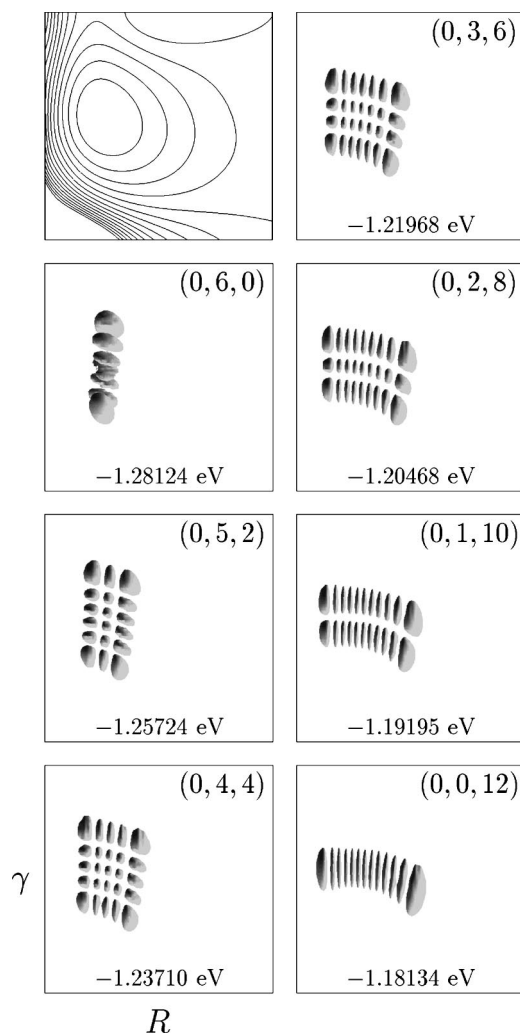 (0, 3, 6)
−1.21968 eV
(0, 6, 0)
−1.28124 eV
(0, 2, 8)
−1.20468 eV
(0, 5, 2)
−1.25724 eV
(0, 1, 10)
−1.19195 eV
(0, 4, 4)
−1.23710 eV
(0, 0, 12)
−1.18134 eV
γ
R